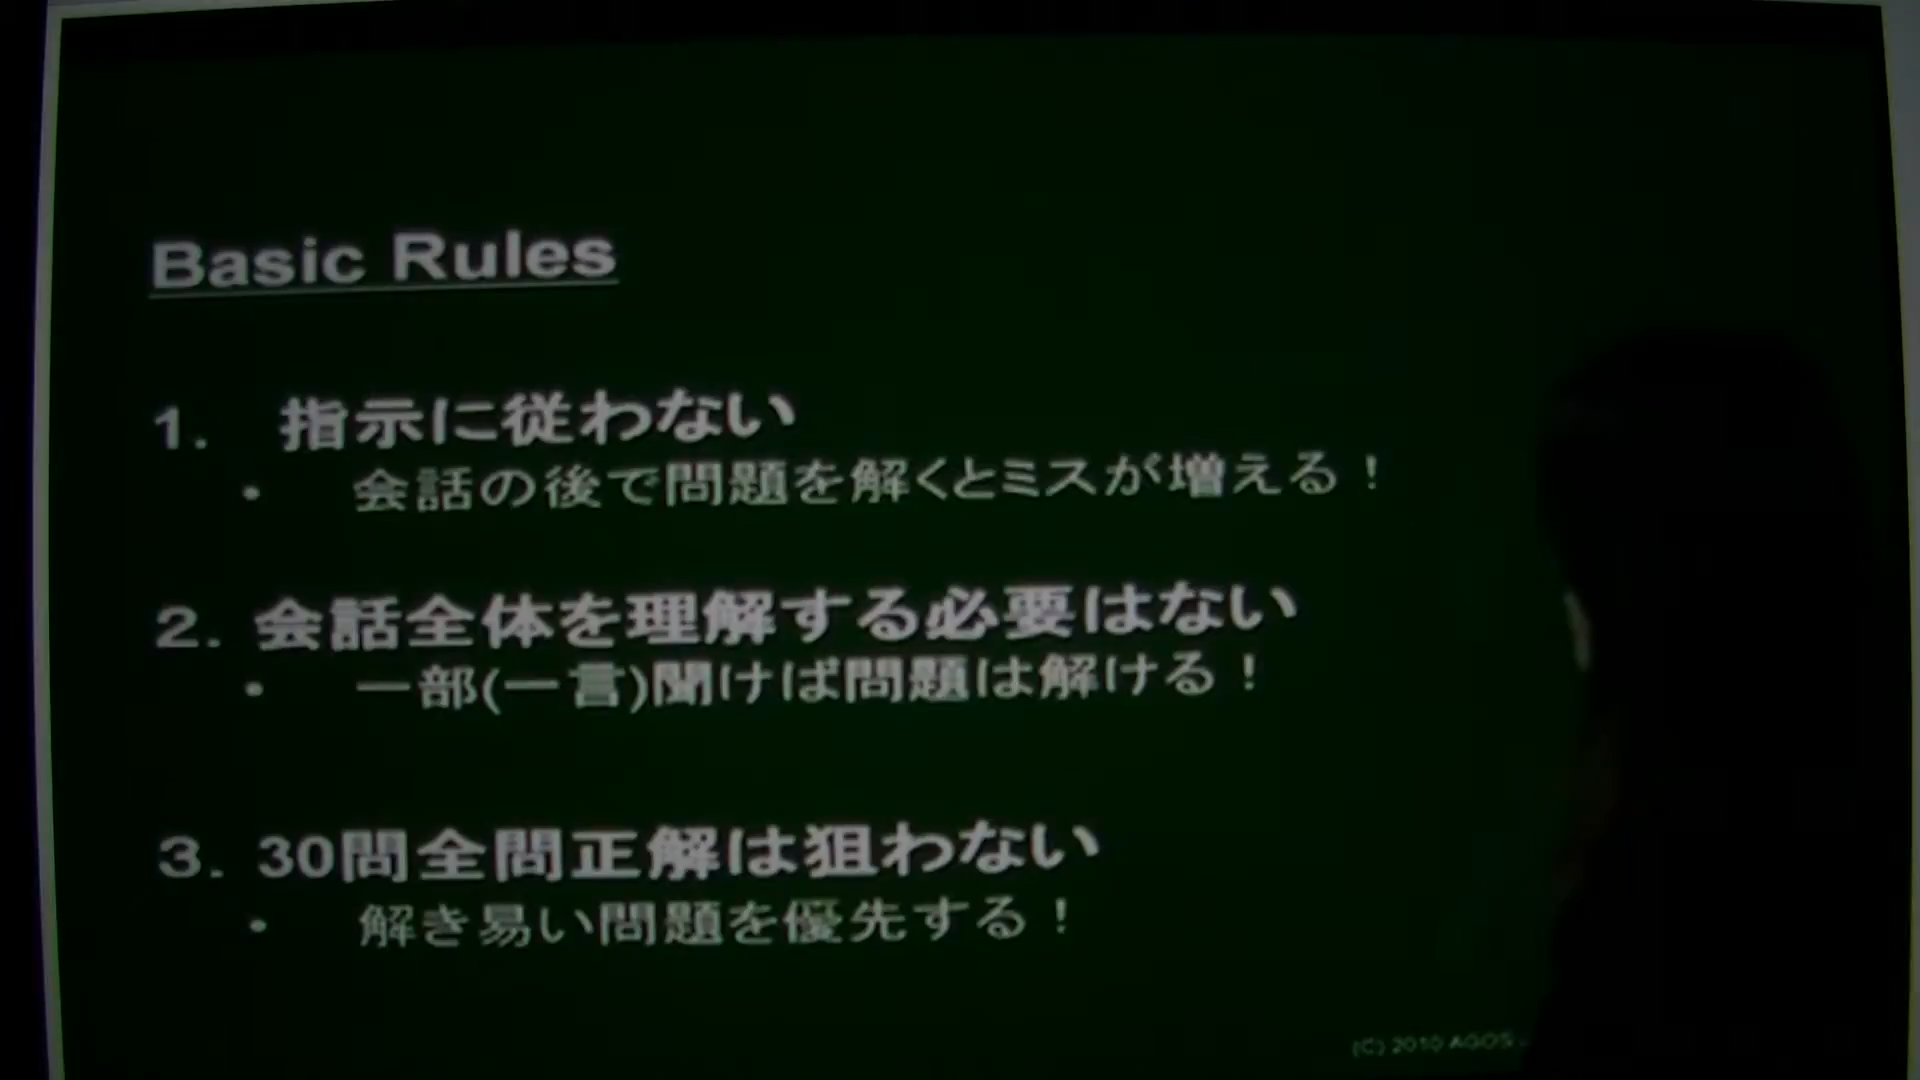 Basic Rules
1. 指示に従わない
• 会話の後で問題を解くとミスが増える！
2. 会話全体を理解する必要はない
• 一部(一言)聞けば問題は解ける！
3. 30問全問正解は狙わない
• 解き易い問題を優先する！
(C) 2010 AGOS